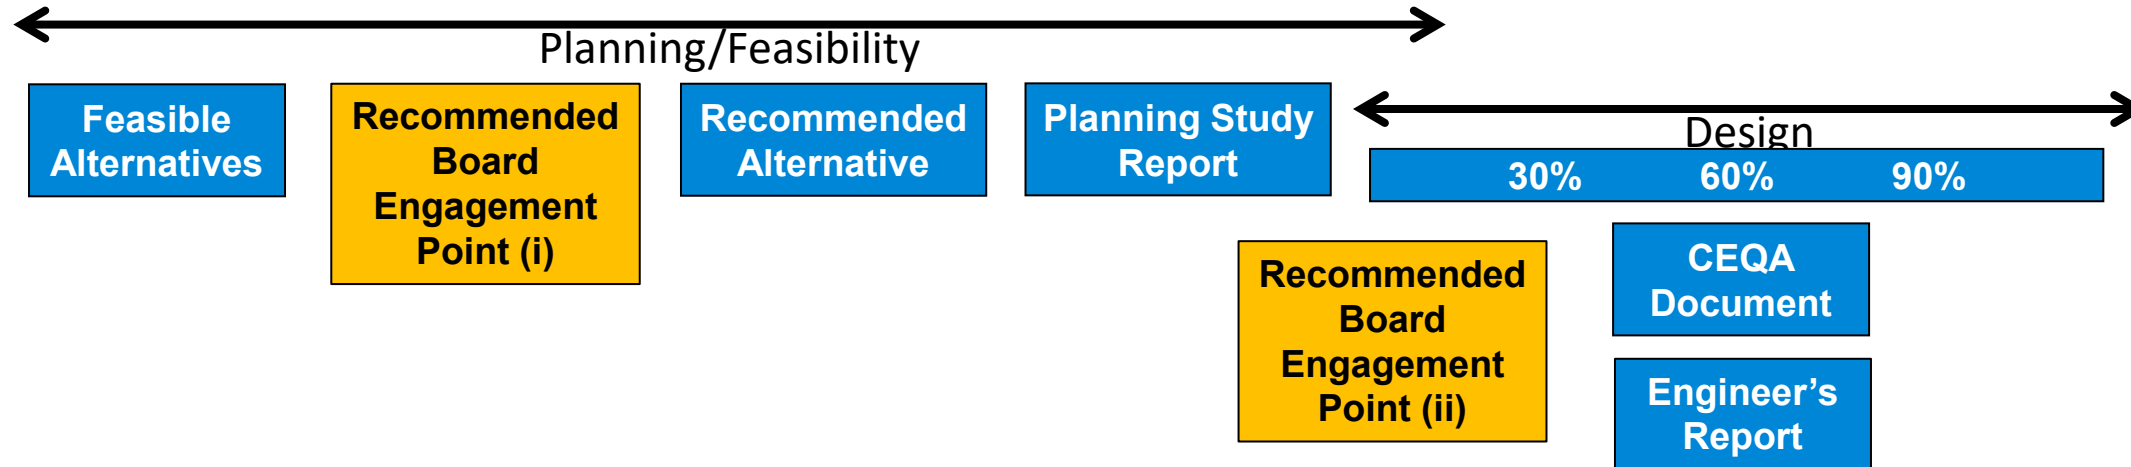 Planning/Feasibility
Feasible
Alternatives
Recommended
Board
Engagement
Point (i)
Recommended
Alternative
Planning Study
Report
Design
30% 60% 90%
Recommended
Board
Engagement
Point (ii)
CEQA
Document
Engineer’s
Report